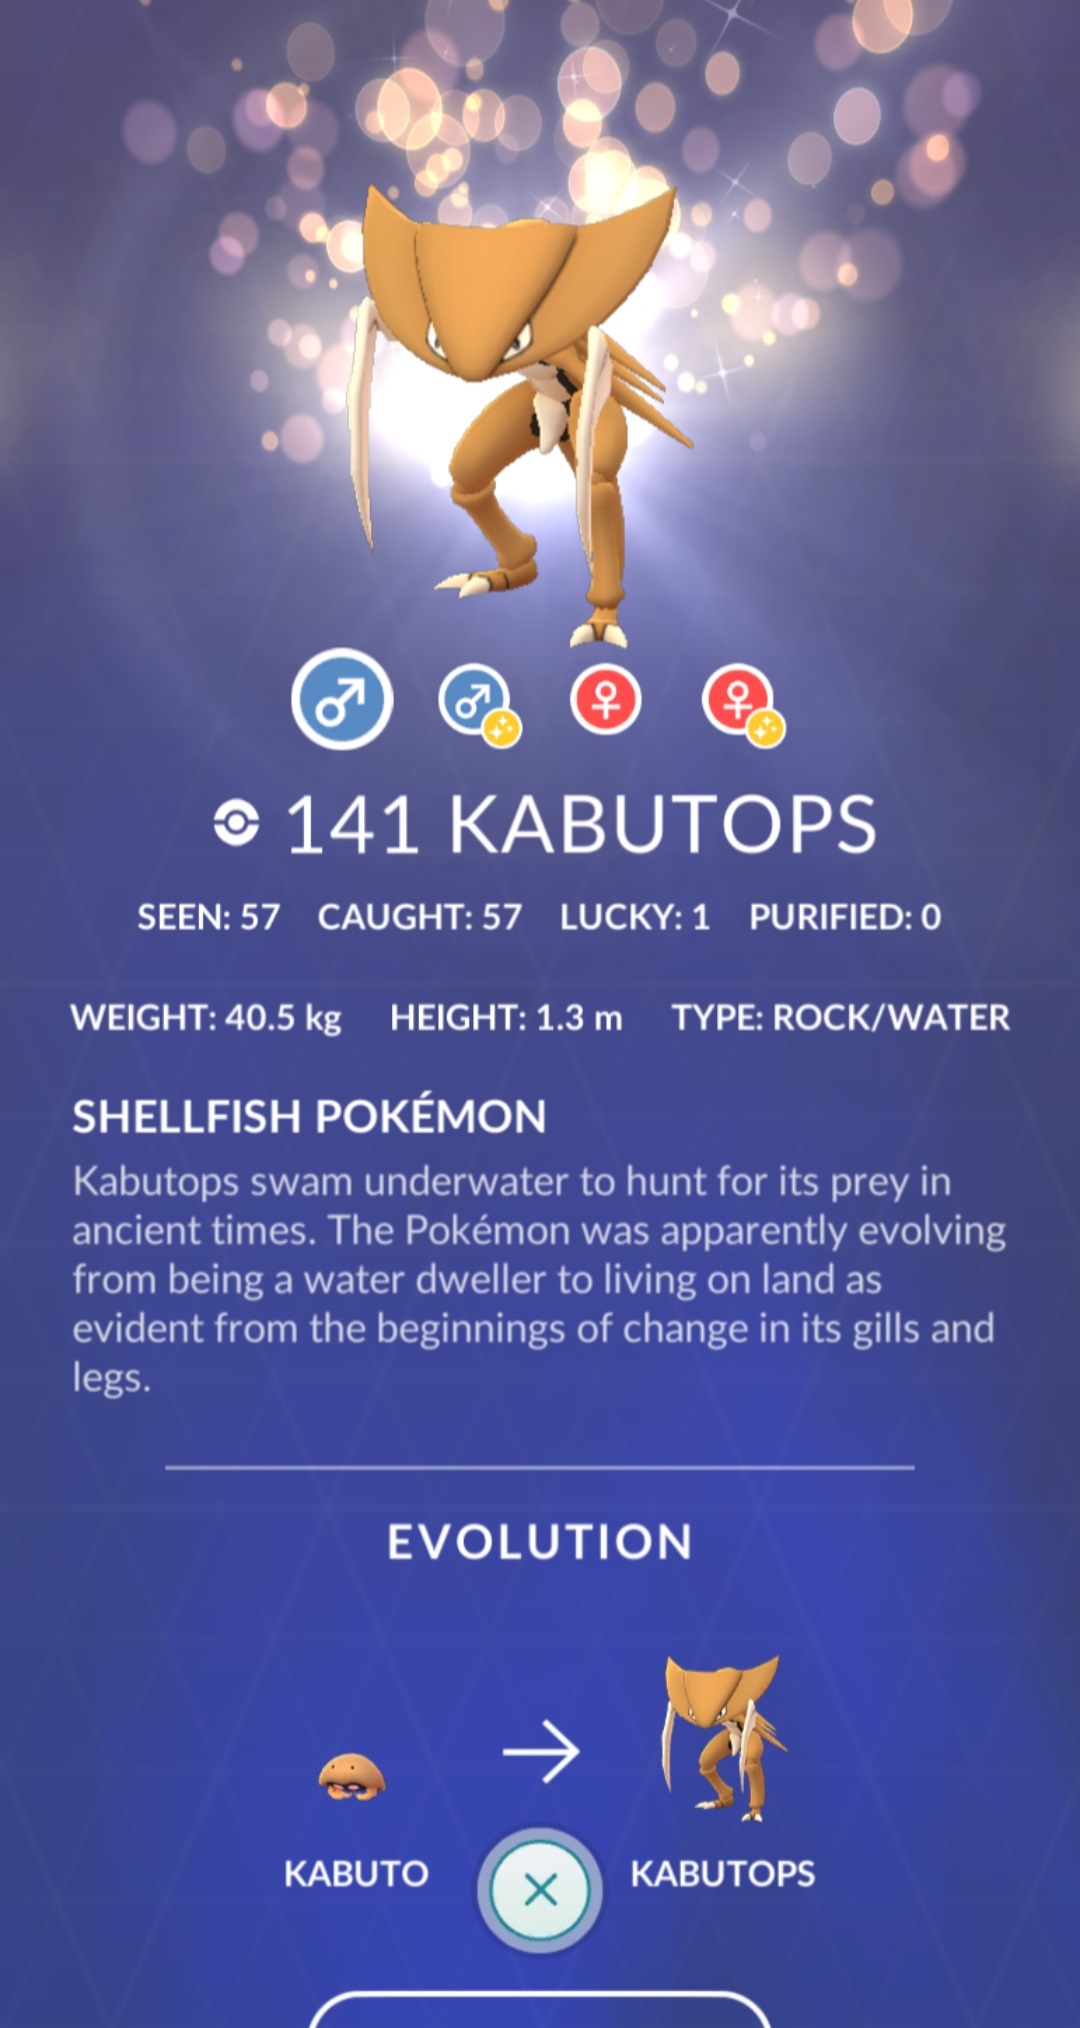 141 KABUTOPS
SEEN: 57 CAUGHT: 57 LUCKY: 1 PURIFIED: 0
WEIGHT: 40.5 kg HEIGHT: 1.3 m TYPE: ROCK/WATER
SHELLFISH POKÉMON
Kabutops swam underwater to hunt for its prey in
ancient times. The Pokémon was apparently evolving
from being a water dweller to living on land as
evident from the beginnings of change in its gills and
legs.
EVOLUTION
KABUTO KABUTOPS